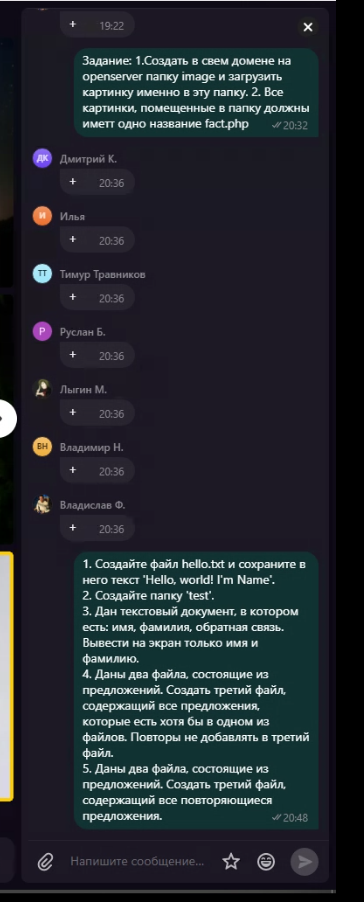 + 19:22
Задание: 1.Создать в свем домене на
openserver папку image и загрузить
картинку именно в эту папку. 2. Все
картинки, помещенные в папку должны
иметт одно название fact.php 20:32
ДК Дмитрий К.
+ 20:36
И Илья
+ 20:36
ТТ Тимур Травников
+ 20:36
Р Руслан Б.
+ 20:36
Лыгин М.
+ 20:36
ВН Владимир Н.
+ 20:36
Владислав Ф.
+ 20:36
1. Создайте файл hello.txt и сохраните в
него текст 'Hello, world! I'm Name'.
2. Создайте папку 'test'.
3. Дан текстовый документ, в котором
есть: имя, фамилия, обратная связь.
Вывести на экран только имя и
фамилию.
4. Даны два файла, состоящие из
предложений. Создать третий файл,
содержащий все предложения,
которые есть хотя бы в одном из
файлов. Повторы не добавлять в третий
файл.
5. Даны два файла, состоящие из
предложений. Создать третий файл,
содержащий все повторяющиеся
предложения. 20:48
Напишите сообщение...